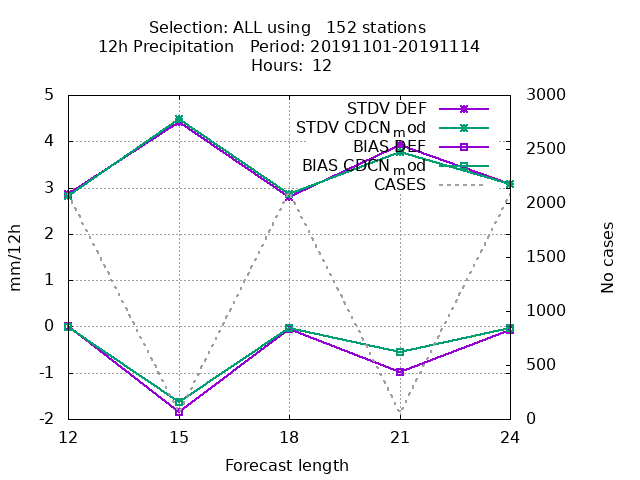 Selection: ALL using   152 stations
12h Precipitation   Period: 20191101-20191114
Hours: 12
5
4
3
2
1
0
-1
-2
mm/12h
3000
2500
2000
1500
1000
500
0
No cases
STDV DEF
STDV CDCNmod
BIAS DEF
BIAS CDCNmod
CASES
12
15
18
21
24
Forecast length